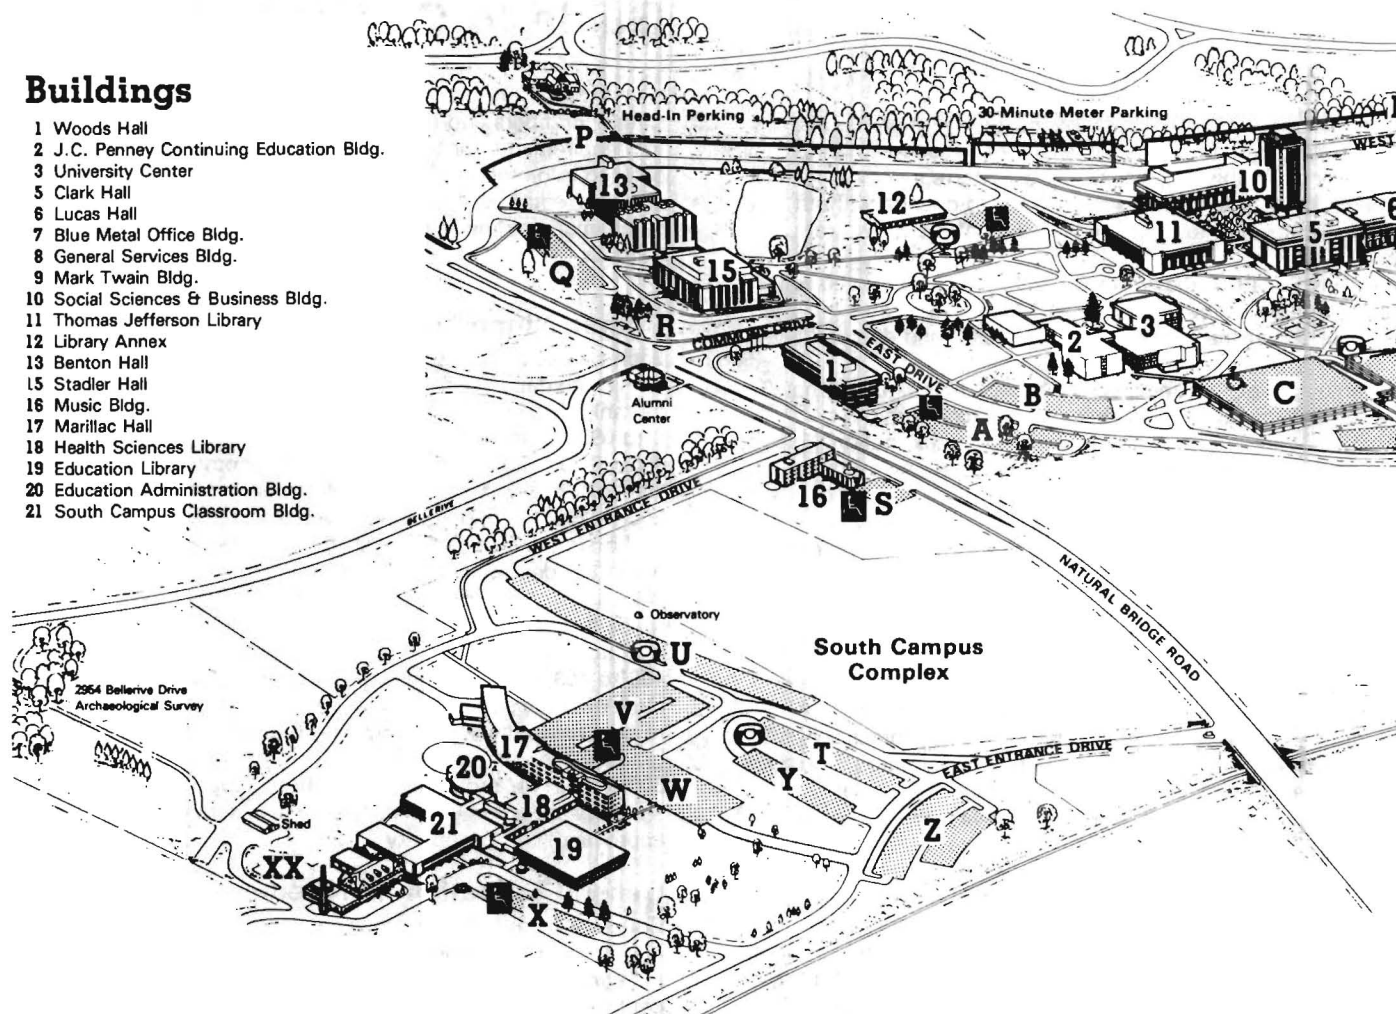 Buildings
1 Woods Hall
2 J.C. Penney Continuing Education Bldg.
3 University Center
5 Clark Hall
6 Lucas Hall
7 Blue Metal Office Bldg.
8 General Services Bldg.
9 Mark Twain Bldg.
10 Social Sciences & Business Bldg.
11 Thomas Jefferson Library
12 Library Annex
13 Benton Hall
15 Stadler Hall
16 Music Bldg.
17 Marillac Hall
18 Health Sciences Library
19 Education Library
20 Education Administration Bldg.
21 South Campus Classroom Bldg.
Head-In Perking
30-Minute Meter Parking
P
WEST
13
12
10
11
5
6
Q
15
R
COMMONS DRIVE
EAST DRIVE
1
2
3
B
C
A
Alumni
Center
16
S
BELLERIVE
WEST ENTRANCE DRIVE
NATURAL BRIDGE ROAD
Observatory
U
South Campus
Complex
2954 Bellerive Drive
Archaeological Survey
V
17
T
EAST ENTRANCE DRIVE
20
Y
W
18
21
Shed
Z
19
XX
X